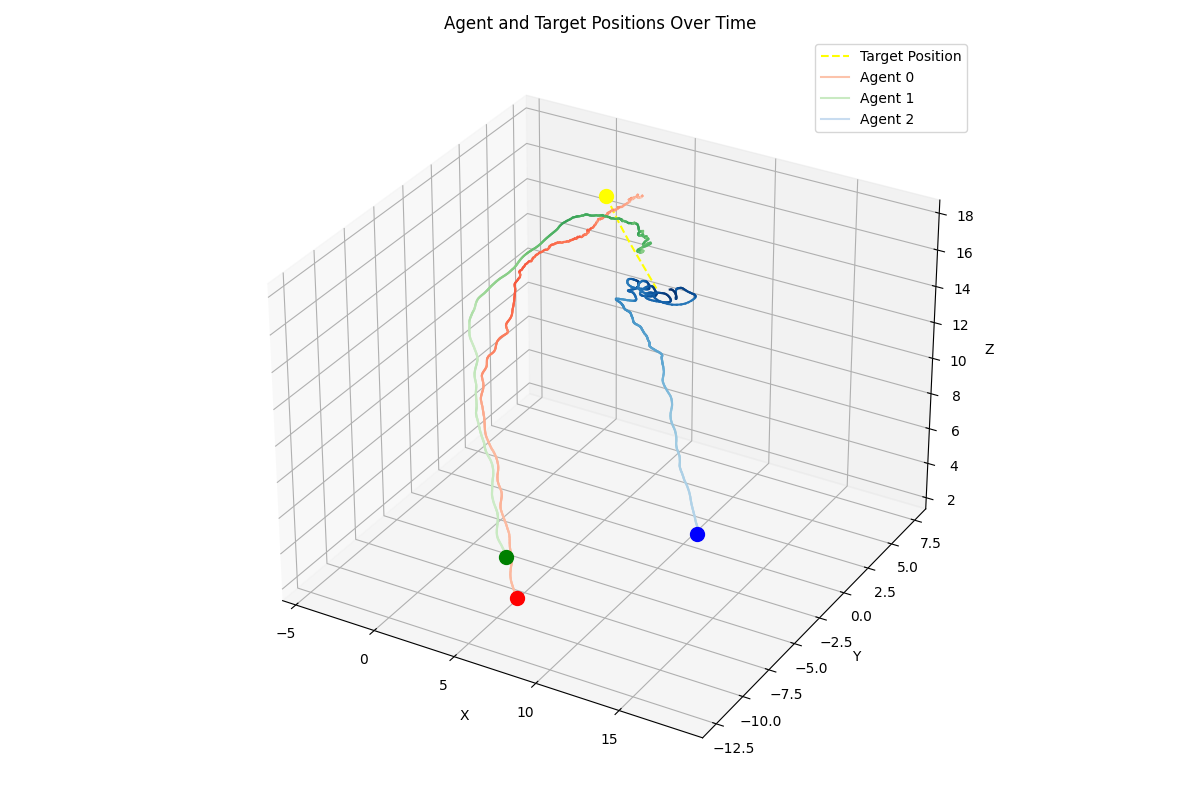 Agent and Target Positions Over Time
Target Position
Agent 0
Agent 1
Agent 2
18
16
14
12
10
8
6
4
2
Z
7.5
5.0
2.5
0.0
−2.5
−5.0
−7.5
−10.0
−12.5
Y
−5
0
5
10
15
X